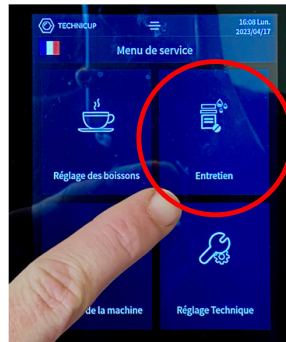 TECHNICUP
16:08 Lun.
2023/04/17
Menu de service
Réglage des boissons
Entretien
de la machine
Réglage Technique